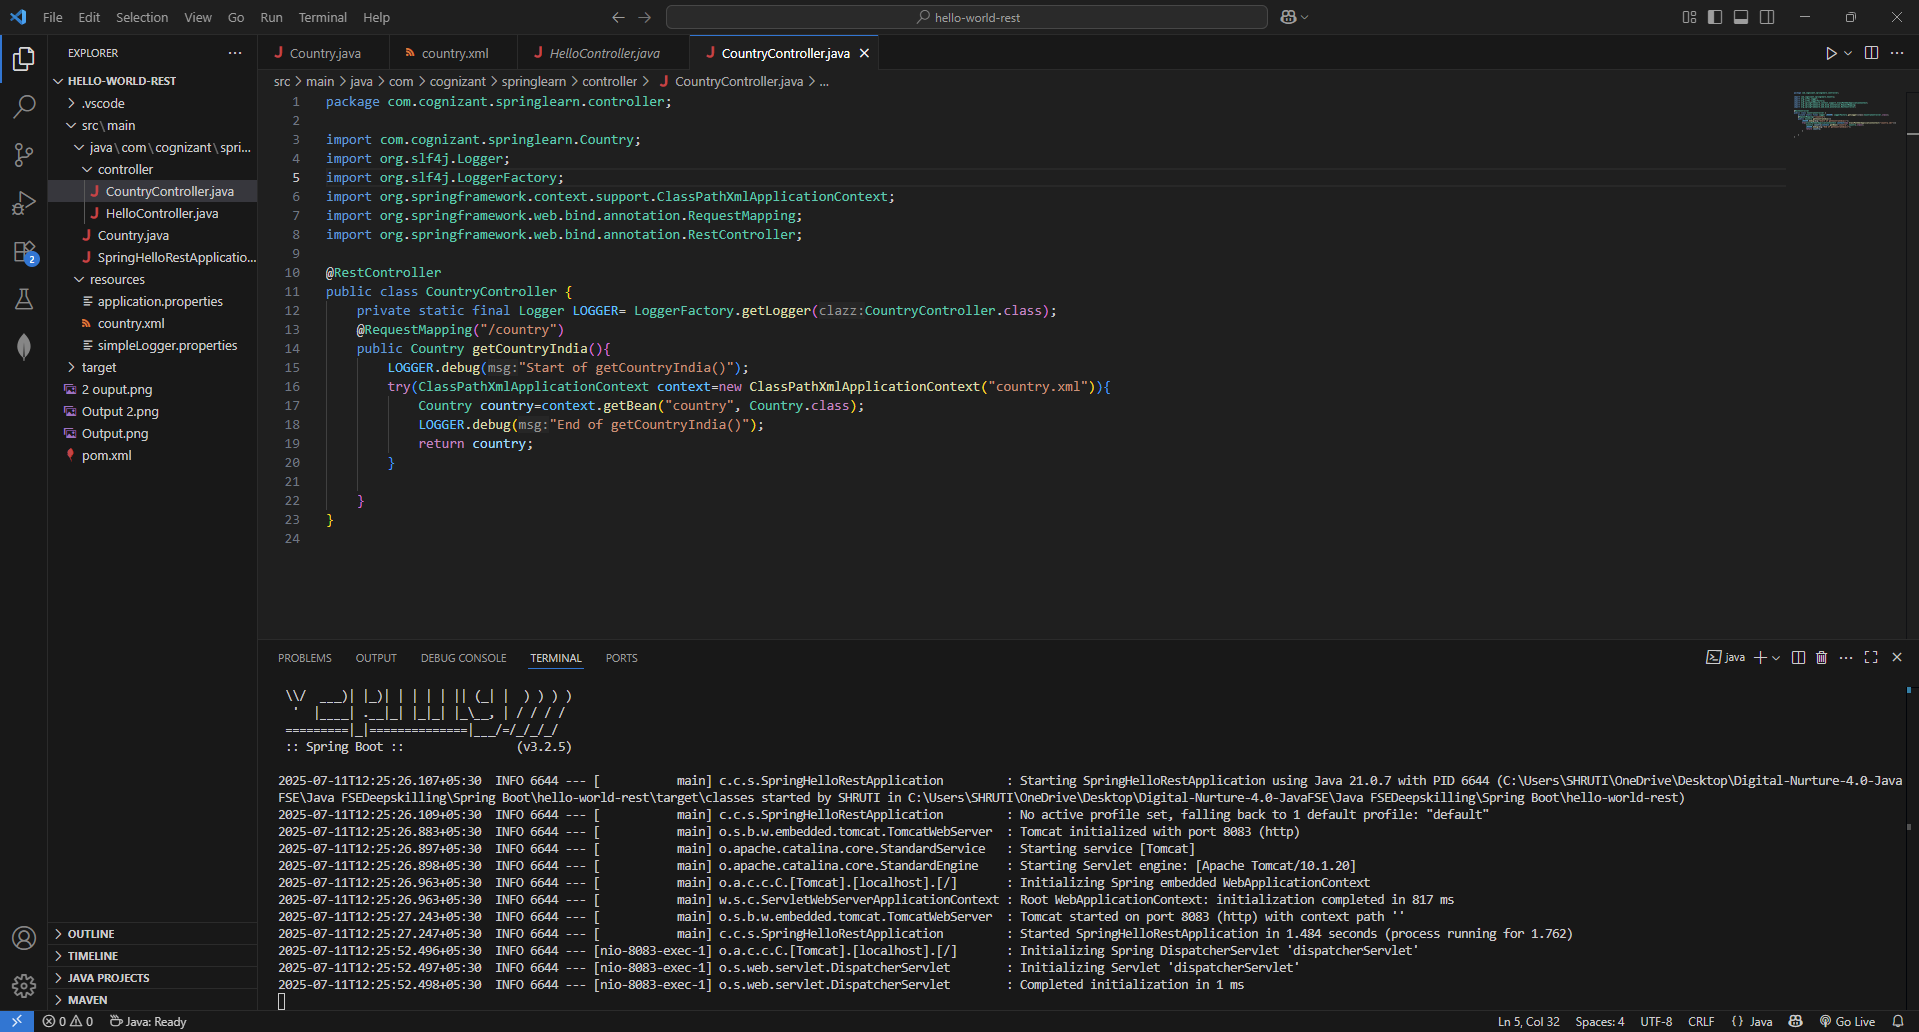 File Edit Selection View Go Run Terminal Help
hello-world-rest
EXPLORER
HELLO-WORLD-REST
.vscode
src\main
java\com\cognizant\spri...
controller
CountryController.java
HelloController.java
Country.java
SpringHelloRestApplicatio...
resources
application.properties
country.xml
simpleLogger.properties
target
2 ouput.png
Output 2.png
Output.png
pom.xml
2
OUTLINE
TIMELINE
JAVA PROJECTS
MAVEN
Country.java country.xml HelloController.java CountryController.java
src > main > java > com > cognizant > springlearn > controller > CountryController.java > ...
1 package com.cognizant.springlearn.controller;
2
3 import com.cognizant.springlearn.Country;
4 import org.slf4j.Logger;
5 import org.slf4j.LoggerFactory;
6 import org.springframework.context.support.ClassPathXmlApplicationContext;
7 import org.springframework.web.bind.annotation.RequestMapping;
8 import org.springframework.web.bind.annotation.RestController;
9
10 @RestController
11 public class CountryController {
12 private static final Logger LOGGER= LoggerFactory.getLogger(clazz:CountryController.class);
13 @RequestMapping("/country")
14 public Country getCountryIndia(){
15 LOGGER.debug(msg:"Start of getCountryIndia()");
16 try(ClassPathXmlApplicationContext context=new ClassPathXmlApplicationContext("country.xml")){
17 Country country=context.getBean("country", Country.class);
18 LOGGER.debug(msg:"End of getCountryIndia()");
19 return country;
20 }
21
22 }
23 }
24
PROBLEMS OUTPUT DEBUG CONSOLE TERMINAL PORTS
java
 \\/  ___)| |_)| | | | | || (_| |  ) ) ) )
  '  |____| .__|_| |_|_| |_\__, | / / / /
 =========|_|==============|___/=/_/_/_/
 :: Spring Boot ::               (v3.2.5)
2025-07-11T12:25:26.107+05:30  INFO 6644 --- [           main] c.c.s.SpringHelloRestApplication         : Starting SpringHelloRestApplication using Java 21.0.7 with PID 6644 (C:\Users\SHRUTI\OneDrive\Desktop\Digital-Nurture-4.0-Java
FSE\Java FSEDeepskilling\Spring Boot\hello-world-rest\target\classes started by SHRUTI in C:\Users\SHRUTI\OneDrive\Desktop\Digital-Nurture-4.0-JavaFSE\Java FSEDeepskilling\Spring Boot\hello-world-rest)
2025-07-11T12:25:26.109+05:30  INFO 6644 --- [           main] c.c.s.SpringHelloRestApplication         : No active profile set, falling back to 1 default profile: "default"
2025-07-11T12:25:26.883+05:30  INFO 6644 --- [           main] o.s.b.w.embedded.tomcat.TomcatWebServer  : Tomcat initialized with port 8083 (http)
2025-07-11T12:25:26.897+05:30  INFO 6644 --- [           main] o.apache.catalina.core.StandardService   : Starting service [Tomcat]
2025-07-11T12:25:26.898+05:30  INFO 6644 --- [           main] o.apache.catalina.core.StandardEngine    : Starting Servlet engine: [Apache Tomcat/10.1.20]
2025-07-11T12:25:26.963+05:30  INFO 6644 --- [           main] o.a.c.c.C.[Tomcat].[localhost].[/]       : Initializing Spring embedded WebApplicationContext
2025-07-11T12:25:26.963+05:30  INFO 6644 --- [           main] w.s.c.ServletWebServerApplicationContext : Root WebApplicationContext: initialization completed in 817 ms
2025-07-11T12:25:27.243+05:30  INFO 6644 --- [           main] o.s.b.w.embedded.tomcat.TomcatWebServer  : Tomcat started on port 8083 (http) with context path ''
2025-07-11T12:25:27.247+05:30  INFO 6644 --- [           main] c.c.s.SpringHelloRestApplication         : Started SpringHelloRestApplication in 1.484 seconds (process running for 1.762)
2025-07-11T12:25:52.496+05:30  INFO 6644 --- [nio-8083-exec-1] o.a.c.c.C.[Tomcat].[localhost].[/]       : Initializing Spring DispatcherServlet 'dispatcherServlet'
2025-07-11T12:25:52.497+05:30  INFO 6644 --- [nio-8083-exec-1] o.s.web.servlet.DispatcherServlet        : Initializing Servlet 'dispatcherServlet'
2025-07-11T12:25:52.498+05:30  INFO 6644 --- [nio-8083-exec-1] o.s.web.servlet.DispatcherServlet        : Completed initialization in 1 ms
0 0 Java: Ready Ln 5, Col 32 Spaces: 4 UTF-8 CRLF {} Java Go Live